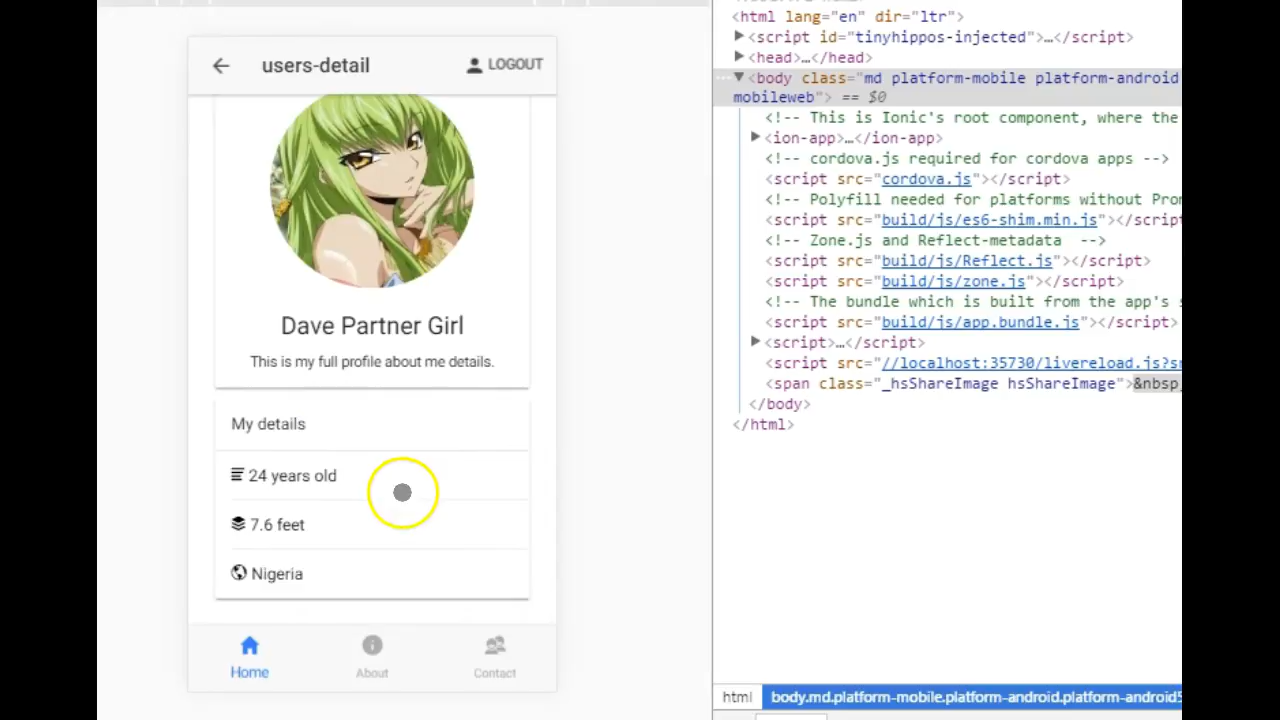 users-detail
LOGOUT
Dave Partner Girl
This is my full profile about me details.
My details
24 years old
7.6 feet
Nigeria
Home
About
Contact
<html lang="en" dir="ltr">
▶<script id="tinyhippos-injected">…</script>
▶<head>…</head>
…▼<body class="md platform-mobile platform-android
mobileweb"> == $0
<!-- This is Ionic's root component, where the
▶<ion-app>…</ion-app>
<!-- cordova.js required for cordova apps -->
<script src="cordova.js"></script>
<!-- Polyfill needed for platforms without Pro
<script src="build/js/es6-shim.min.js"></script
<!-- Zone.js and Reflect-metadata  -->
<script src="build/js/Reflect.js"></script>
<script src="build/js/zone.js"></script>
<!-- The bundle which is built from the app's s
<script src="build/js/app.bundle.js"></script>
▶<script>…</script>
<script src="//localhost:35730/livereload.js?s
<span class="_hsShareImage hsShareImage">&nbsp
</body>
</html>
html
body.md.platform-mobile.platform-android.platform-android5